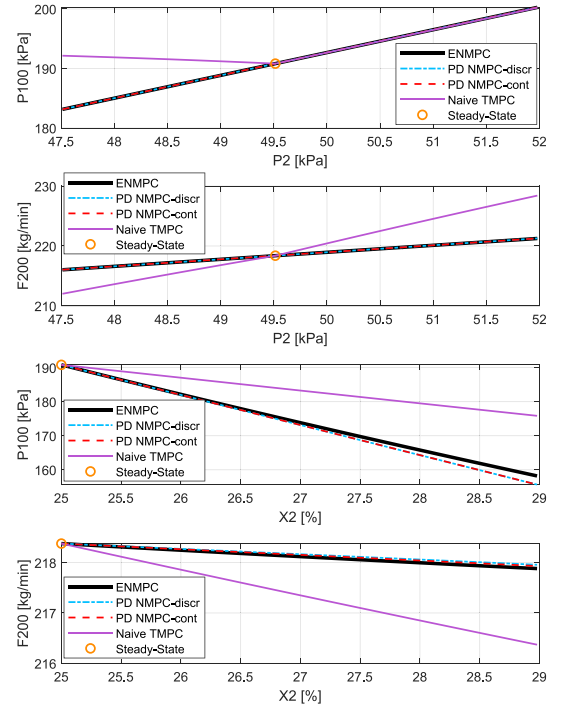 200
190
180
P100 [kPa]
ENMPC
PD NMPC-discr
PD NMPC-cont
Naive TMPC
Steady-State
47.5 48 48.5 49 49.5 50 50.5 51 51.5 52
P2 [kPa]
230
220
210
F200 [kg/min]
ENMPC
PD NMPC-discr
PD NMPC-cont
Naive TMPC
Steady-State
47.5 48 48.5 49 49.5 50 50.5 51 51.5 52
P2 [kPa]
190
180
170
160
P100 [kPa]
ENMPC
PD NMPC-discr
PD NMPC-cont
Naive TMPC
Steady-State
25 25.5 26 26.5 27 27.5 28 28.5 29
X2 [%]
218
217
216
F200 [kg/min]
ENMPC
PD NMPC-discr
PD NMPC-cont
Naive TMPC
Steady-State
25 25.5 26 26.5 27 27.5 28 28.5 29
X2 [%]